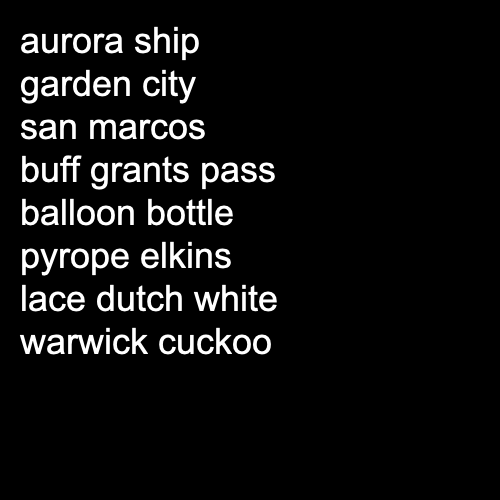 aurora ship
garden city
san marcos
buff grants pass
balloon bottle
pyrope elkins
lace dutch white
warwick cuckoo